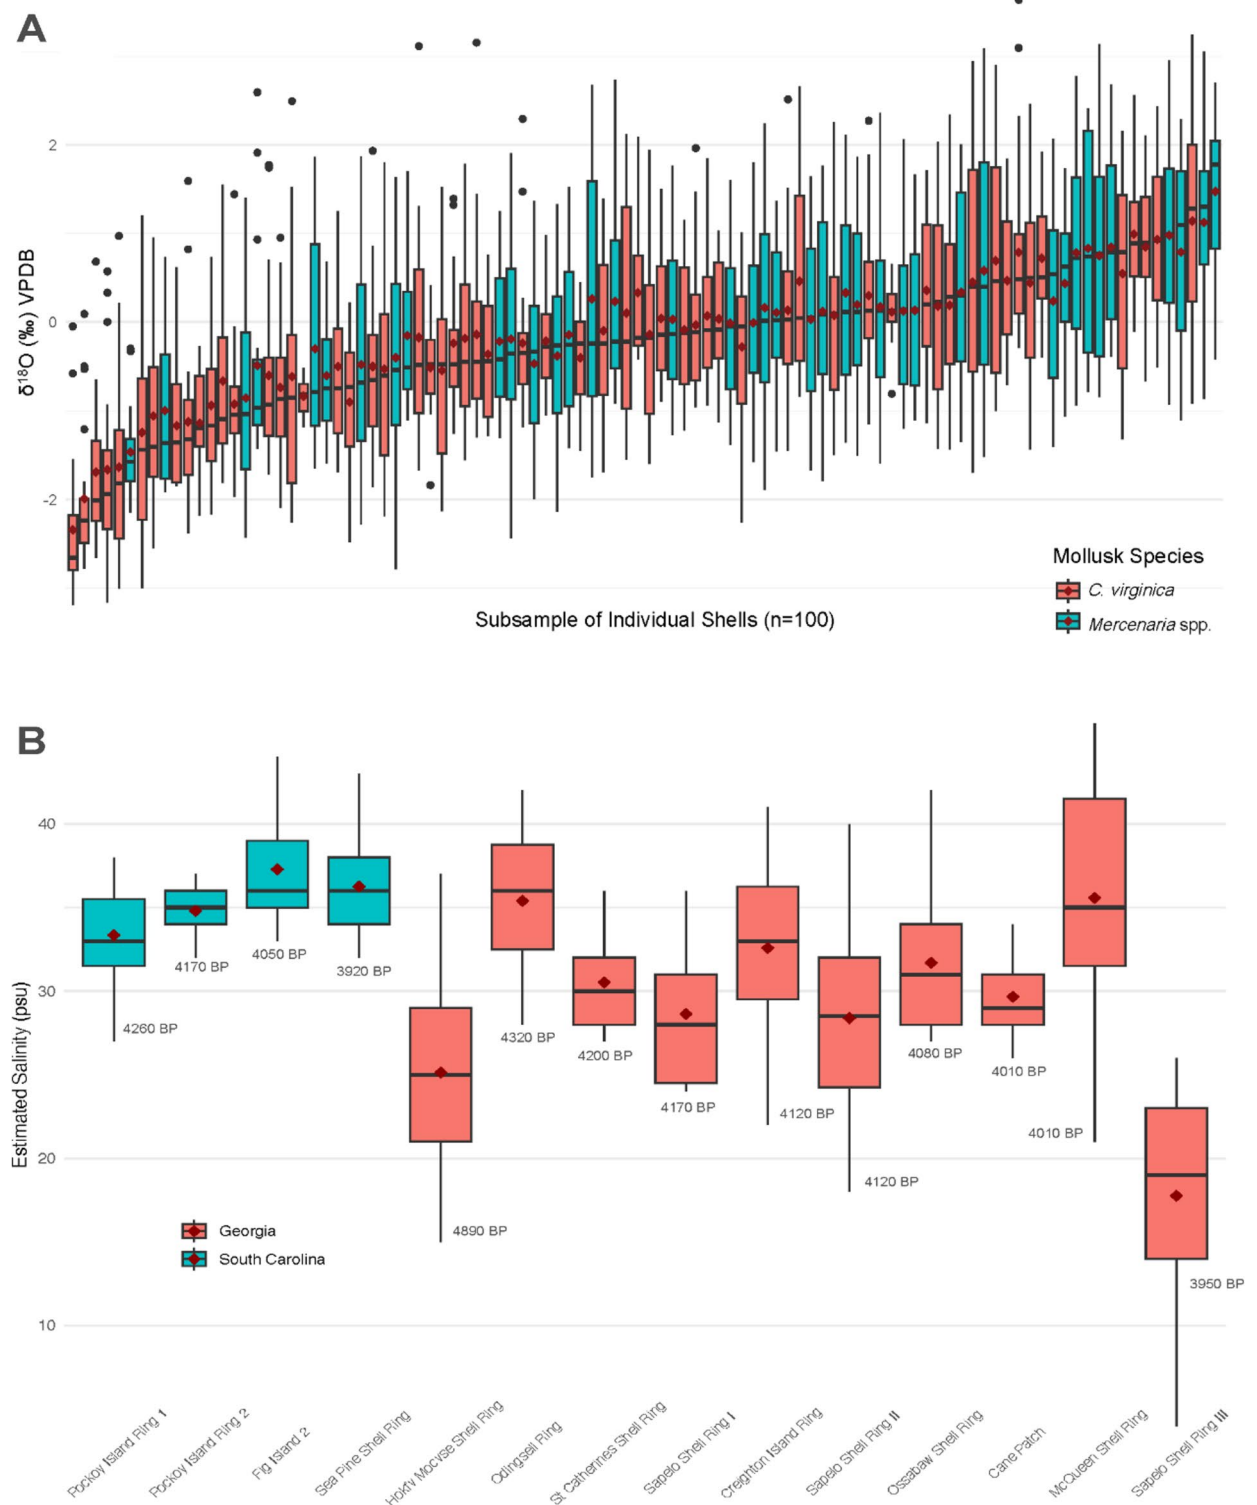 A
2
0
-2
δ¹⁸O (‰) VPDB
Mollusk Species
C. virginica
Mercenaria spp.
Subsample of Individual Shells (n=100)
B
40
30
20
10
Estimated Salinity (psu)
4260 BP
4170 BP
4050 BP
3920 BP
4890 BP
4320 BP
4200 BP
4170 BP
4120 BP
4120 BP
4080 BP
4010 BP
4010 BP
3950 BP
Georgia
South Carolina
Pockoy Island Ring 1
Pockoy Island Ring 2
Fig Island 2
Sea Pine Shell Ring
Shell Ring
Odingsell Ring
St Catherines Shell Ring
Sapelo Shell Ring I
Creighton Island Ring
Sapelo Shell Ring II
Ossabaw Shell Ring
Cane Patch
McQueen Shell Ring
Sapelo Shell Ring III